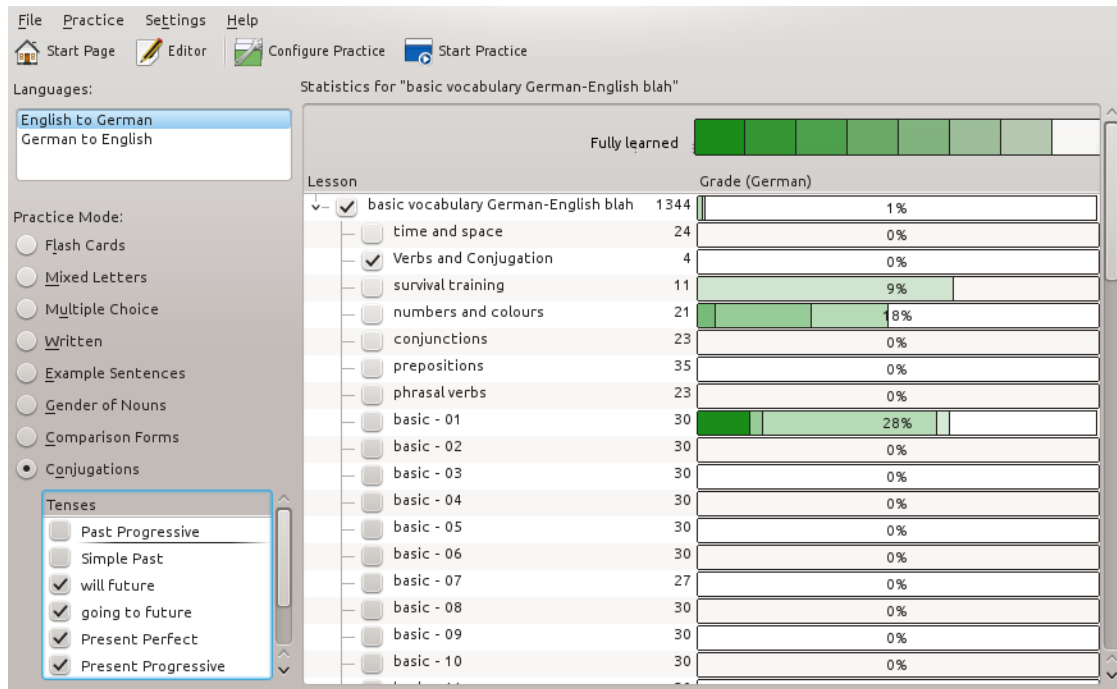 File Practice Settings Help
Start Page Editor Configure Practice Start Practice
Languages:
English to German
German to English
Practice Mode:
Flash Cards
Mixed Letters
Multiple Choice
Written
Example Sentences
Gender of Nouns
Comparison Forms
Conjugations
Tenses
Past Progressive
Simple Past
will future
going to future
Present Perfect
Present Progressive
Statistics for "basic vocabulary German-English blah"
Fully learned
Lesson Grade (German)
basic vocabulary German-English blah 1344 1%
time and space 24 0%
Verbs and Conjugation 4 0%
survival training 11 9%
numbers and colours 21 18%
conjunctions 23 0%
prepositions 35 0%
phrasal verbs 23 0%
basic - 01 30 28%
basic - 02 30 0%
basic - 03 30 0%
basic - 04 30 0%
basic - 05 30 0%
basic - 06 30 0%
basic - 07 27 0%
basic - 08 30 0%
basic - 09 30 0%
basic - 10 30 0%